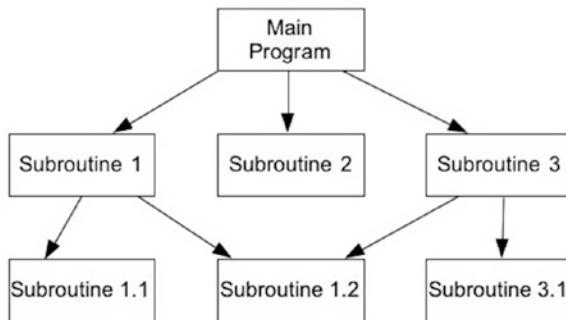 Main
Program
Subroutine 1
Subroutine 2
Subroutine 3
Subroutine 1.1
Subroutine 1.2
Subroutine 3.1